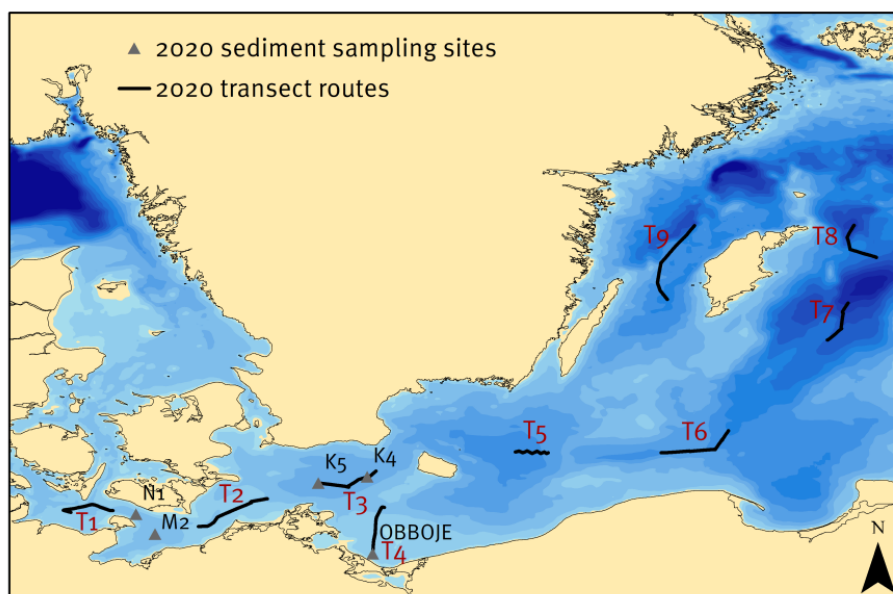 2020 sediment sampling sites
2020 transect routes
T9
T8
T7
T5
T6
K5
K4
T3
N1
T2
M2
T1
OBBOJE
T4
N